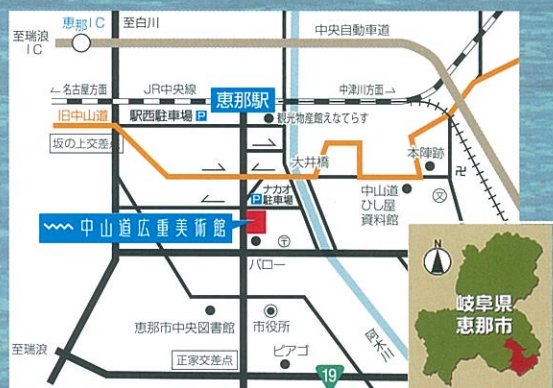 恵那IC
至白川
至瑞浪
IC
中央自動車道
←名古屋方面
JR中央線
恵那駅
中津川方面→
旧中山道
駅西駐車場 P
観光物産館えなてらす
坂の上交差点
大井橋
本陣跡
卍
ナカオ
P 駐車場
中山道
ひし屋
資料館
文
中山道広重美術館
〒
バロー
N
岐阜県
恵那市
恵那市中央図書館
市役所
阿木川
至瑞浪
正家交差点
ピアゴ
19